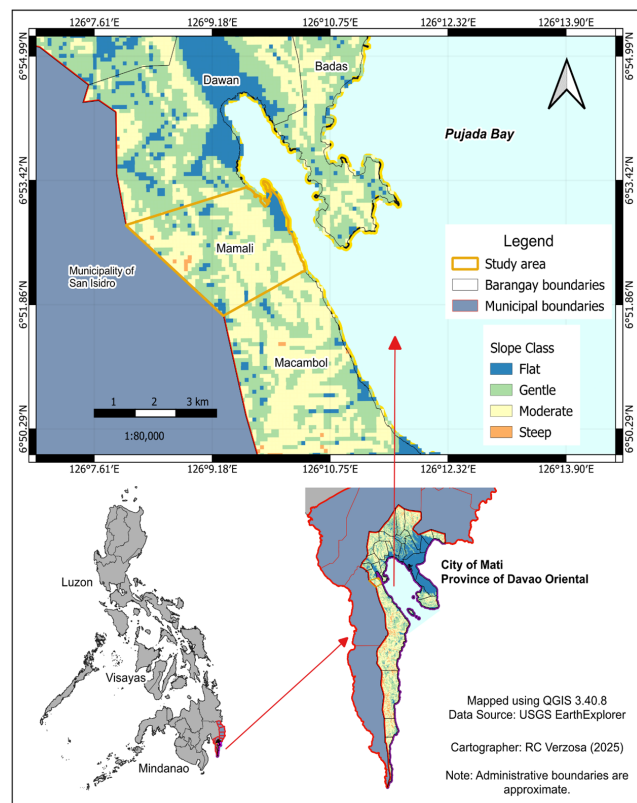 126°7.61'E 126°9.18'E 126°10.75'E 126°12.32'E 126°13.90'E
6°54.99'N 6°54.99'N
Badas
Dawan
Pujada Bay
6°53.42'N 6°53.42'N
Mamali
Municipality of
San Isidro
Legend
Study area
Barangay boundaries
Municipal boundaries
6°51.86'N 6°51.86'N
Slope Class
Flat
Gentle
Moderate
Steep
Macambol
1 2 3 km
1:80,000
6°50.29'N 6°50.29'N
126°7.61'E 126°9.18'E 126°10.75'E 126°12.32'E 126°13.90'E
Luzon
Visayas
Mindanao
City of Mati
Province of Davao Oriental
Mapped using QGIS 3.40.8
Data Source: USGS EarthExplorer
Cartographer: RC Verzosa (2025)
Note: Administrative boundaries are
approximate.